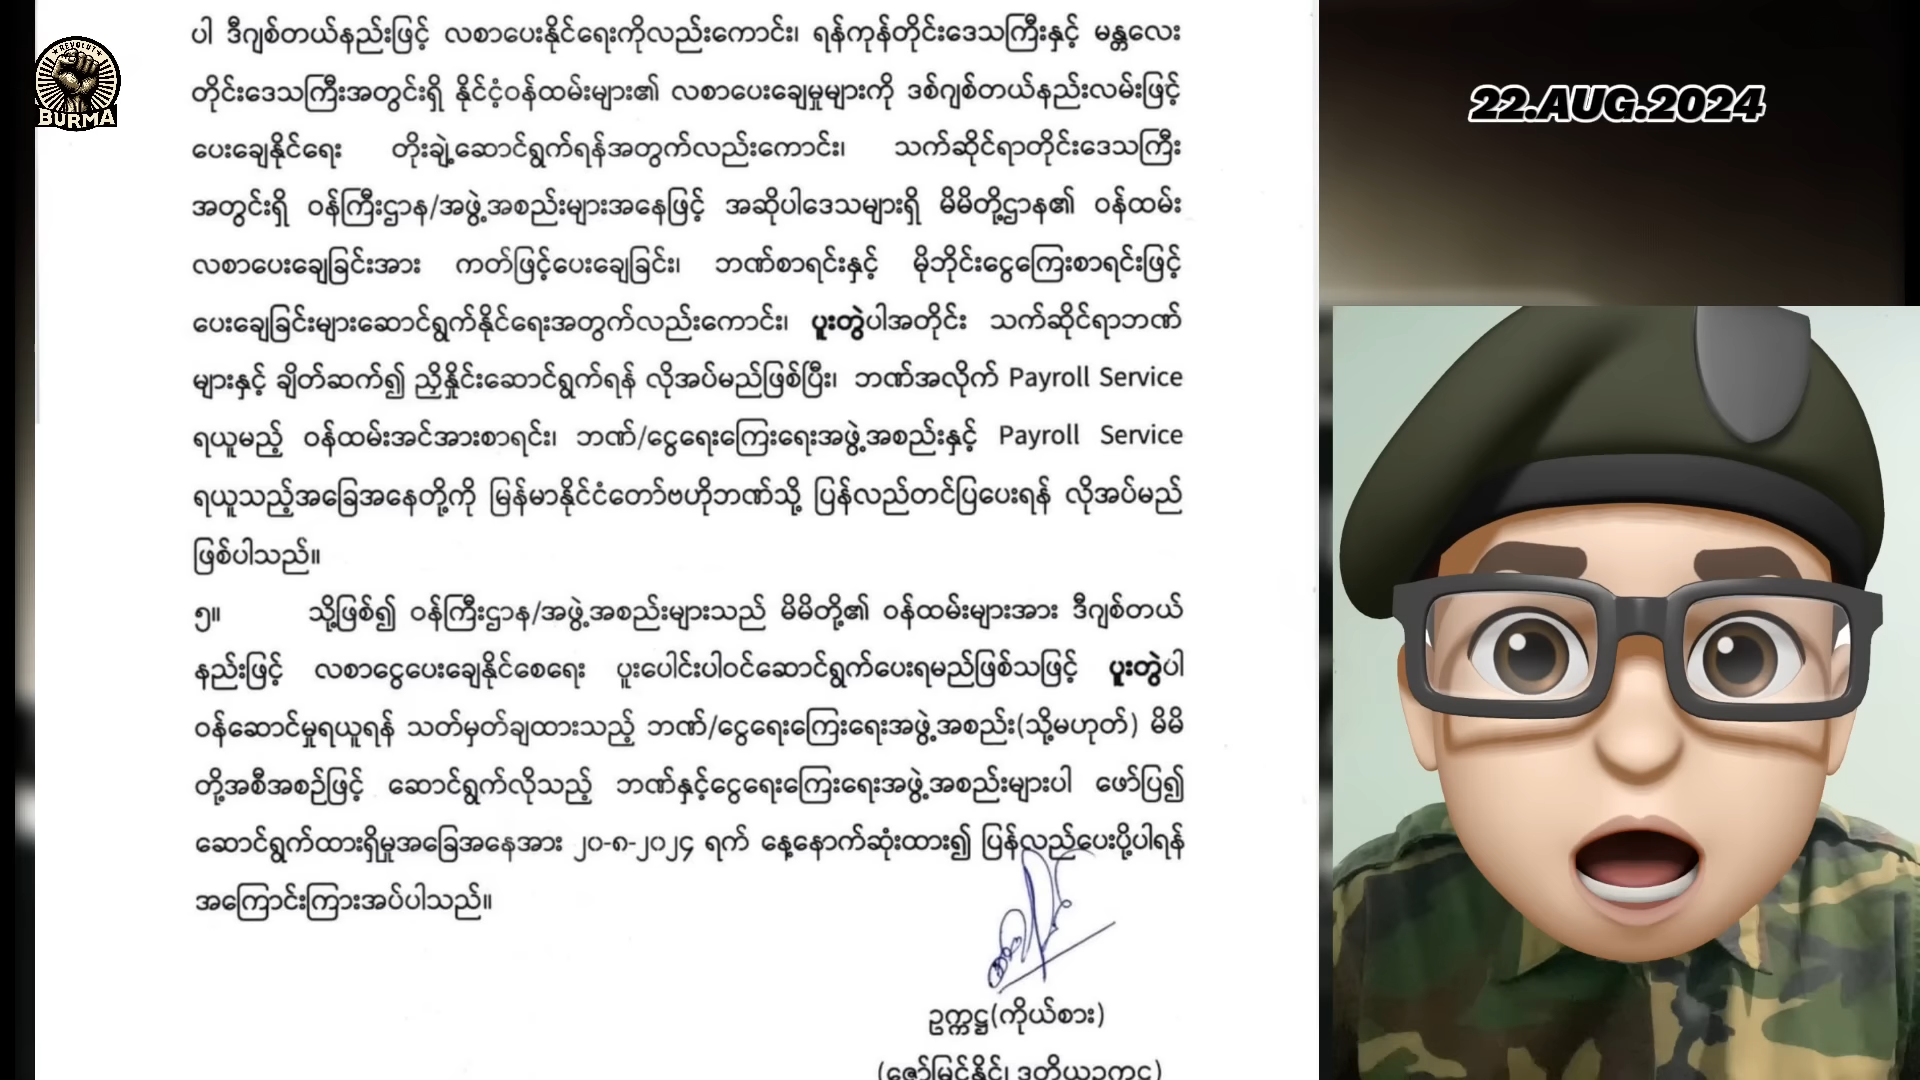 REVOLUT
BURMA
22.AUG.2024
ပါ ဒီဂျစ်တယ်နည်းဖြင့် လစာပေးနိုင်ရေးကိုလည်းကောင်း၊ ရန်ကုန်တိုင်းဒေသကြီးနှင့် မန္တလေး
တိုင်းဒေသကြီးအတွင်းရှိ နိုင်ငံ့ဝန်ထမ်းများ၏ လစာပေးချေမှုများကို ဒစ်ဂျစ်တယ်နည်းလမ်းဖြင့်
ပေးချေနိုင်ရေး တိုးချဲ့ဆောင်ရွက်ရန်အတွက်လည်းကောင်း၊ သက်ဆိုင်ရာတိုင်းဒေသကြီး
အတွင်းရှိ ဝန်ကြီးဌာန/အဖွဲ့အစည်းများအနေဖြင့် အဆိုပါဒေသများရှိ မိမိတို့ဌာန၏ ဝန်ထမ်း
လစာပေးချေခြင်းအား ကတ်ဖြင့်ပေးချေခြင်း၊ ဘဏ်စာရင်းနှင့် မိုဘိုင်းငွေကြေးစာရင်းဖြင့်
ပေးချေခြင်းများဆောင်ရွက်နိုင်ရေးအတွက်လည်းကောင်း၊ ပူးတွဲပါအတိုင်း သက်ဆိုင်ရာဘဏ်
များနှင့် ချိတ်ဆက်၍ ညှိနှိုင်းဆောင်ရွက်ရန် လိုအပ်မည်ဖြစ်ပြီး၊ ဘဏ်အလိုက် Payroll Service
ရယူမည့် ဝန်ထမ်းအင်အားစာရင်း၊ ဘဏ်/ငွေရေးကြေးရေးအဖွဲ့အစည်းနှင့် Payroll Service
ရယူသည့်အခြေအနေတို့ကို မြန်မာနိုင်ငံတော်ဗဟိုဘဏ်သို့ ပြန်လည်တင်ပြပေးရန် လိုအပ်မည်
ဖြစ်ပါသည်။
၅။ သို့ဖြစ်၍ ဝန်ကြီးဌာန/အဖွဲ့အစည်းများသည် မိမိတို့၏ ဝန်ထမ်းများအား ဒီဂျစ်တယ်
နည်းဖြင့် လစာငွေပေးချေနိုင်စေရေး ပူးပေါင်းပါဝင်ဆောင်ရွက်ပေးရမည်ဖြစ်သဖြင့် ပူးတွဲပါ
ဝန်ဆောင်မှုရယူရန် သတ်မှတ်ချထားသည့် ဘဏ်/ငွေရေးကြေးရေးအဖွဲ့အစည်း(သို့မဟုတ်) မိမိ
တို့အစီအစဉ်ဖြင့် ဆောင်ရွက်လိုသည့် ဘဏ်နှင့်ငွေရေးကြေးရေးအဖွဲ့အစည်းများပါ ဖော်ပြ၍
ဆောင်ရွက်ထားရှိမှုအခြေအနေအား ၂၀-၈-၂၀၂၄ ရက် နေ့နောက်ဆုံးထား၍ ပြန်လည်ပေးပို့ပါရန်
အကြောင်းကြားအပ်ပါသည်။
ဥက္ကဋ္ဌ(ကိုယ်စား)
(ဇော်မြင့်နိုင်၊ ဒုတိယဥက္ကဋ္ဌ)